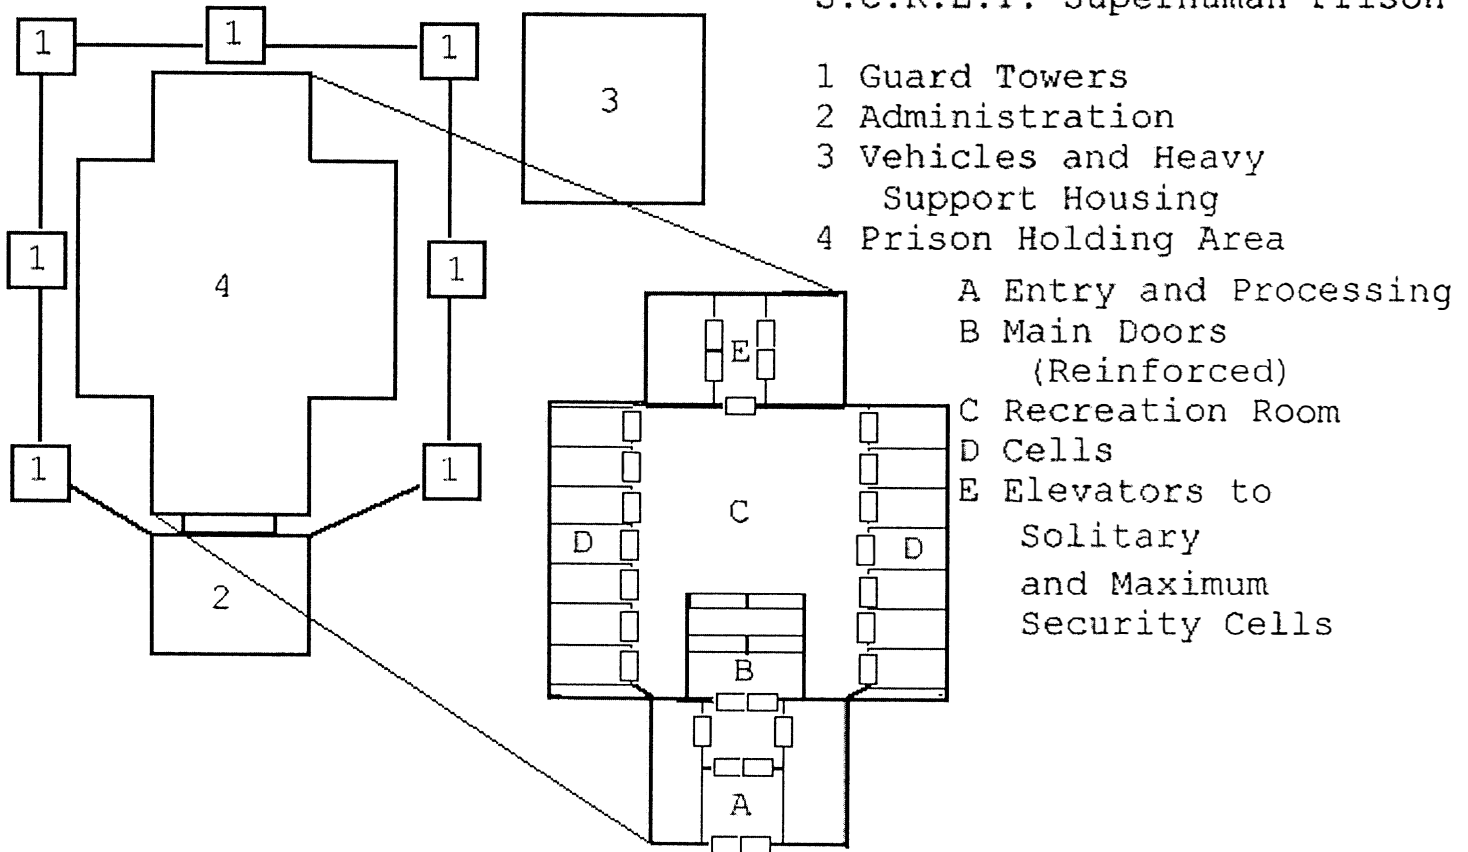 Superhuman Prison
1 Guard Towers
2 Administration
3 Vehicles and Heavy
Support Housing
4 Prison Holding Area
A Entry and Processing
B Main Doors
(Reinforced)
C Recreation Room
D Cells
E Elevators to
Solitary
and Maximum
Security Cells
1
1
1
3
1
1
4
1
1
2
E
C
D
D
B
A